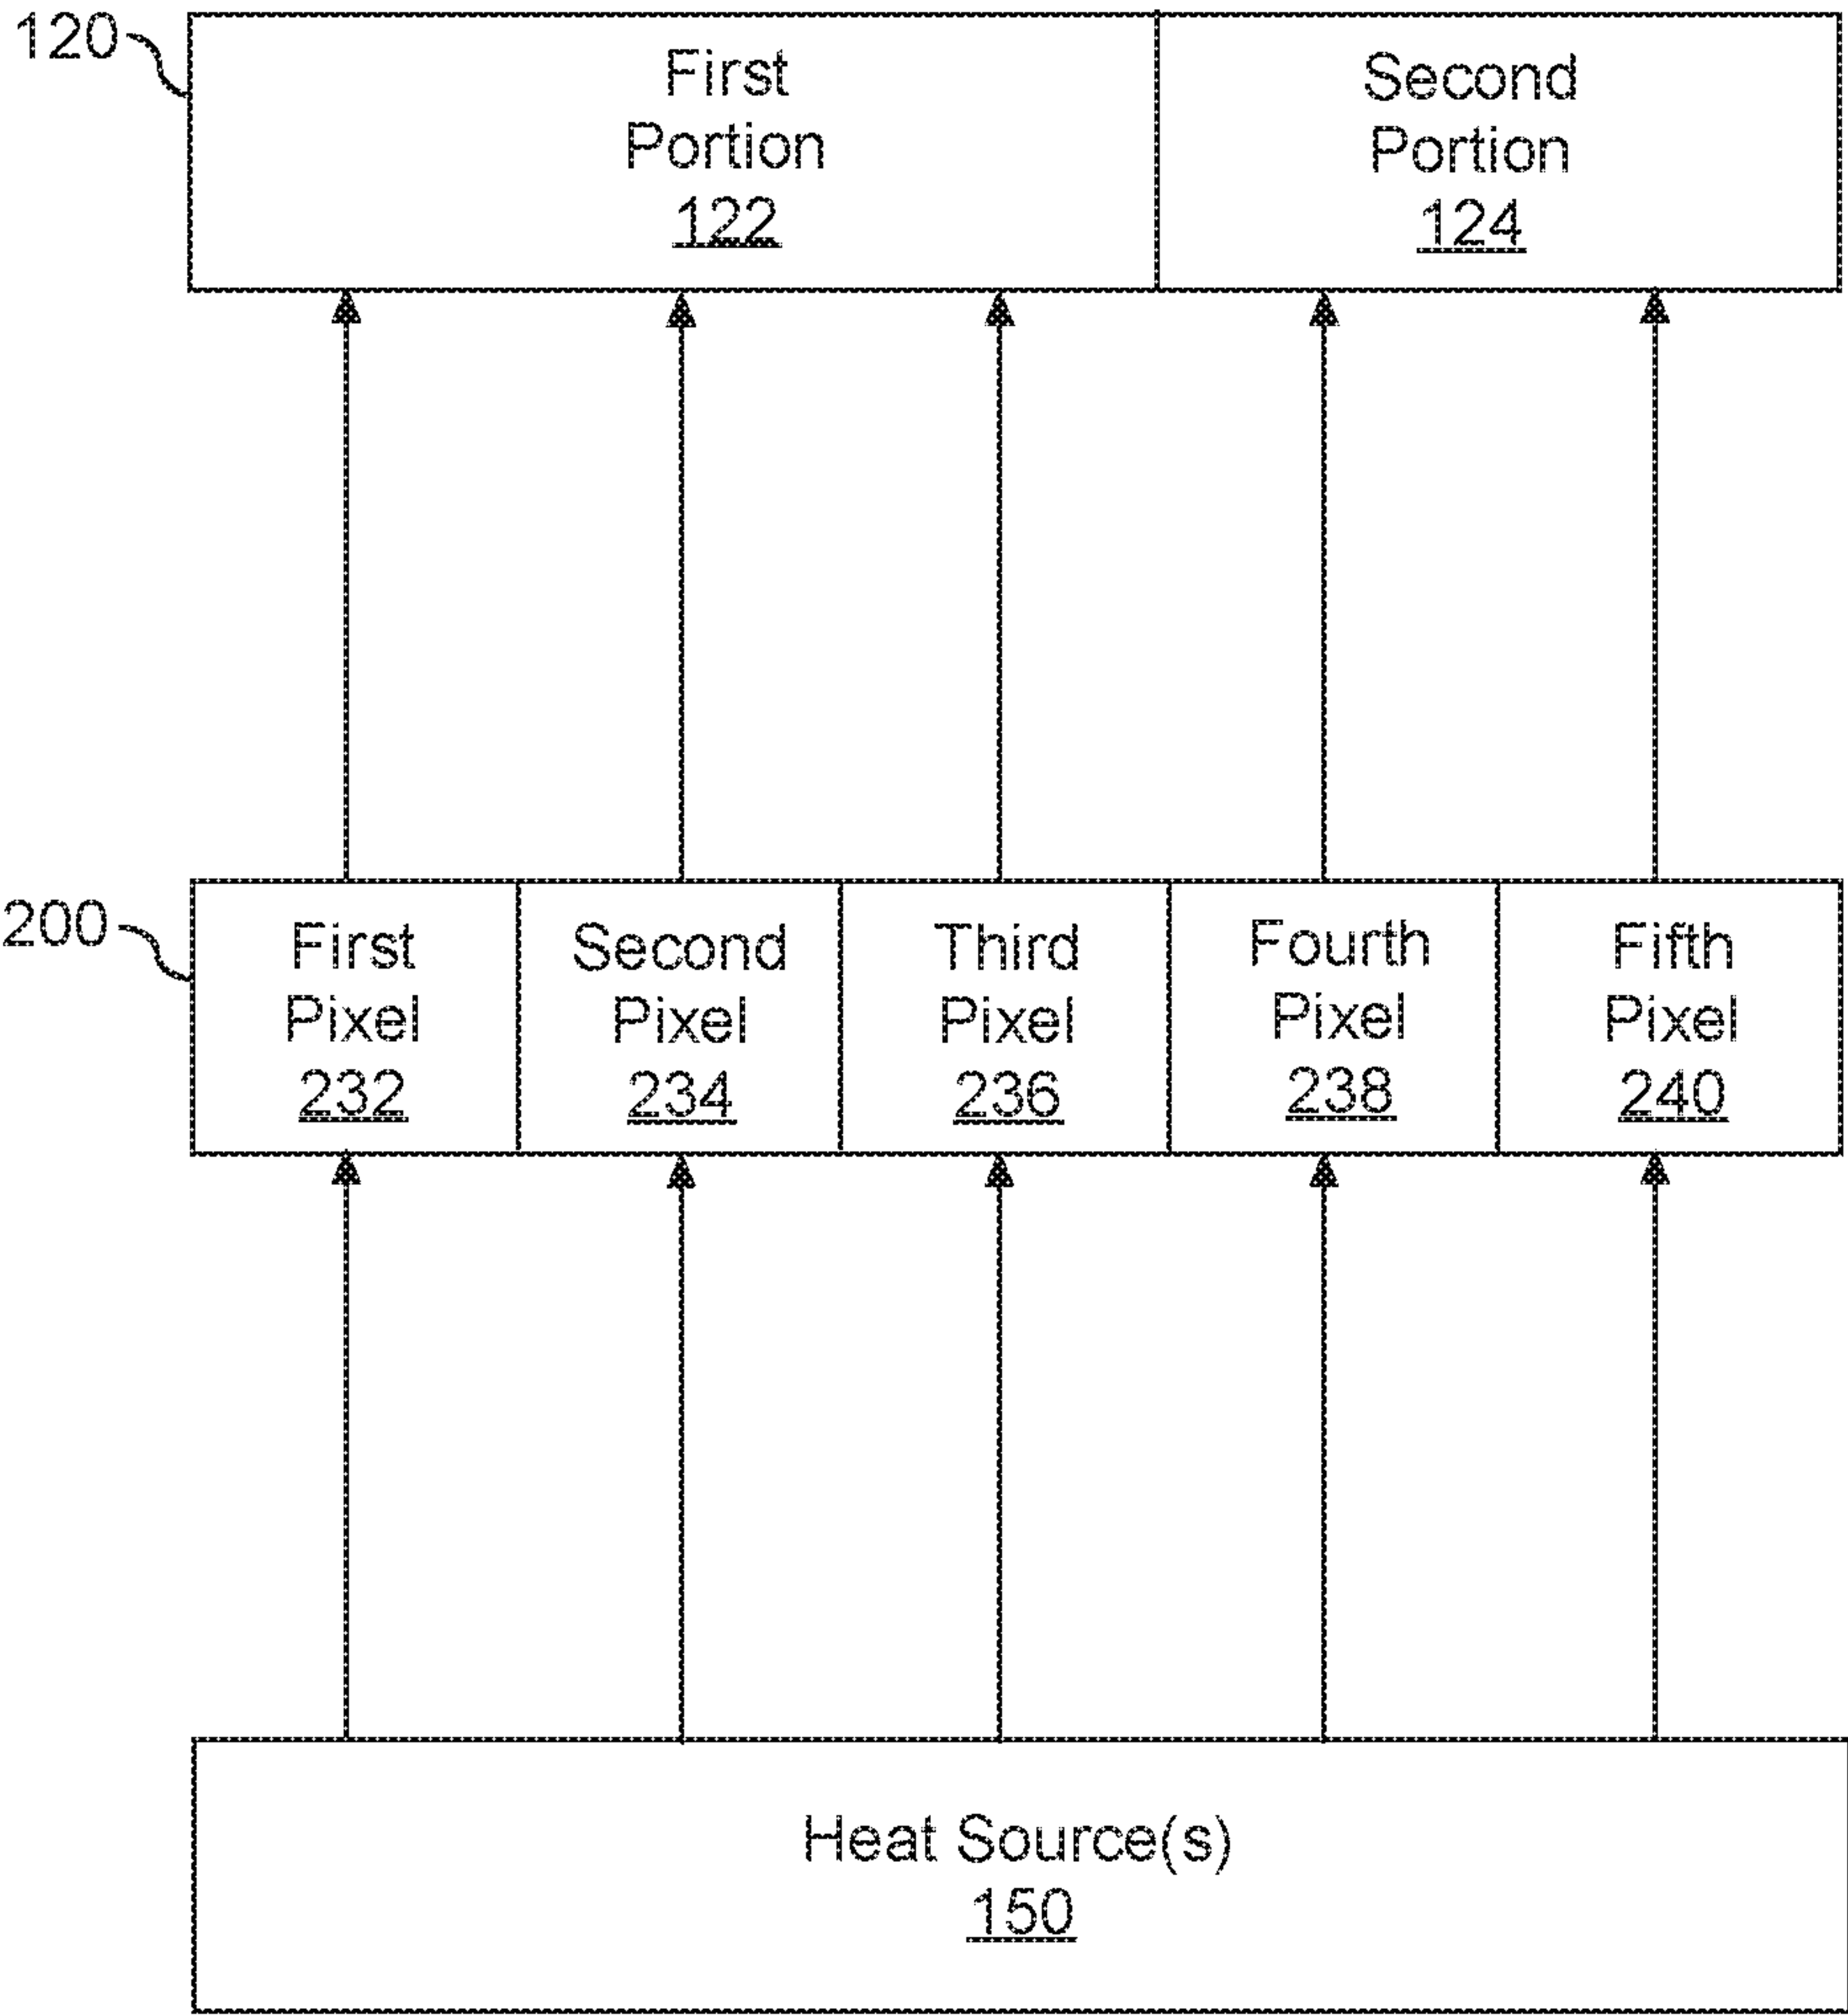 120
First
Portion
122
Second
Portion
124
200
First
Pixel
232
Second
Pixel
234
Third
Pixel
236
Fourth
Pixel
238
Fifth
Pixel
240
Heat Source(s)
150